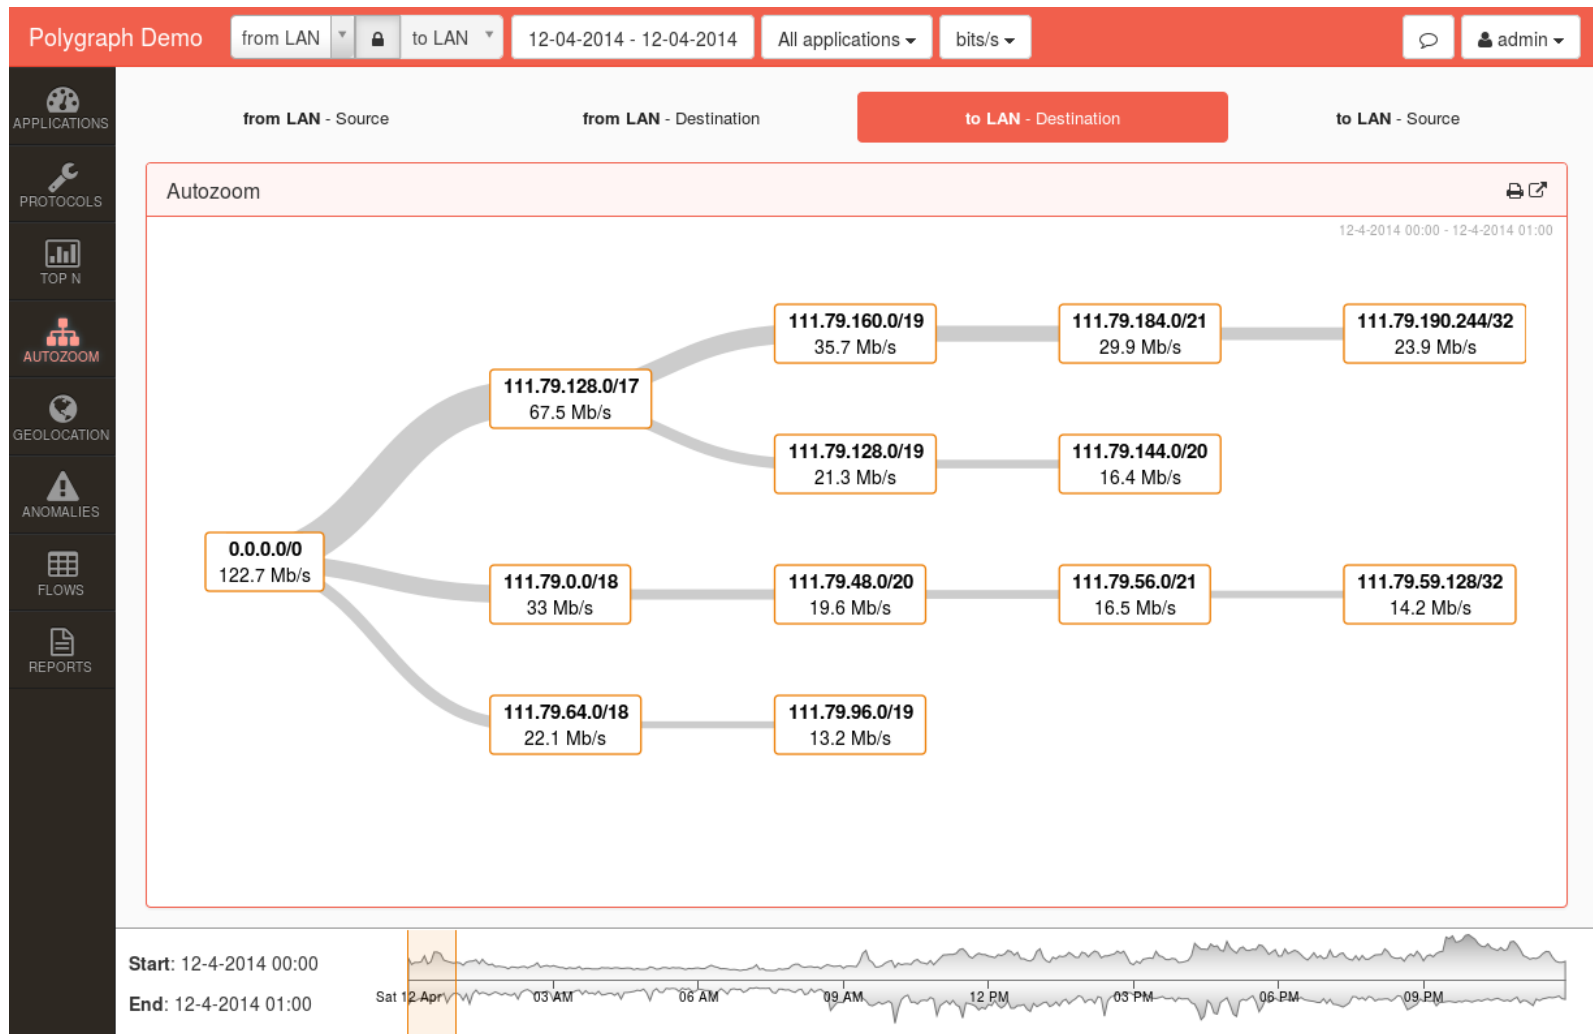 Polygraph Demo
from LAN
to LAN
12-04-2014 - 12-04-2014
All applications
bits/s
admin
APPLICATIONS
PROTOCOLS
TOP N
AUTOZOOM
GEOLOCATION
ANOMALIES
FLOWS
REPORTS
from LAN - Source
from LAN - Destination
to LAN - Destination
to LAN - Source
Autozoom
12-4-2014 00:00 - 12-4-2014 01:00
0.0.0.0/0
122.7 Mb/s
111.79.128.0/17
67.5 Mb/s
111.79.160.0/19
35.7 Mb/s
111.79.184.0/21
29.9 Mb/s
111.79.190.244/32
23.9 Mb/s
111.79.128.0/19
21.3 Mb/s
111.79.144.0/20
16.4 Mb/s
111.79.0.0/18
33 Mb/s
111.79.48.0/20
19.6 Mb/s
111.79.56.0/21
16.5 Mb/s
111.79.59.128/32
14.2 Mb/s
111.79.64.0/18
22.1 Mb/s
111.79.96.0/19
13.2 Mb/s
Start: 12-4-2014 00:00
End: 12-4-2014 01:00
Sat 12 Apr
03 AM
06 AM
09 AM
12 PM
03 PM
06 PM
09 PM